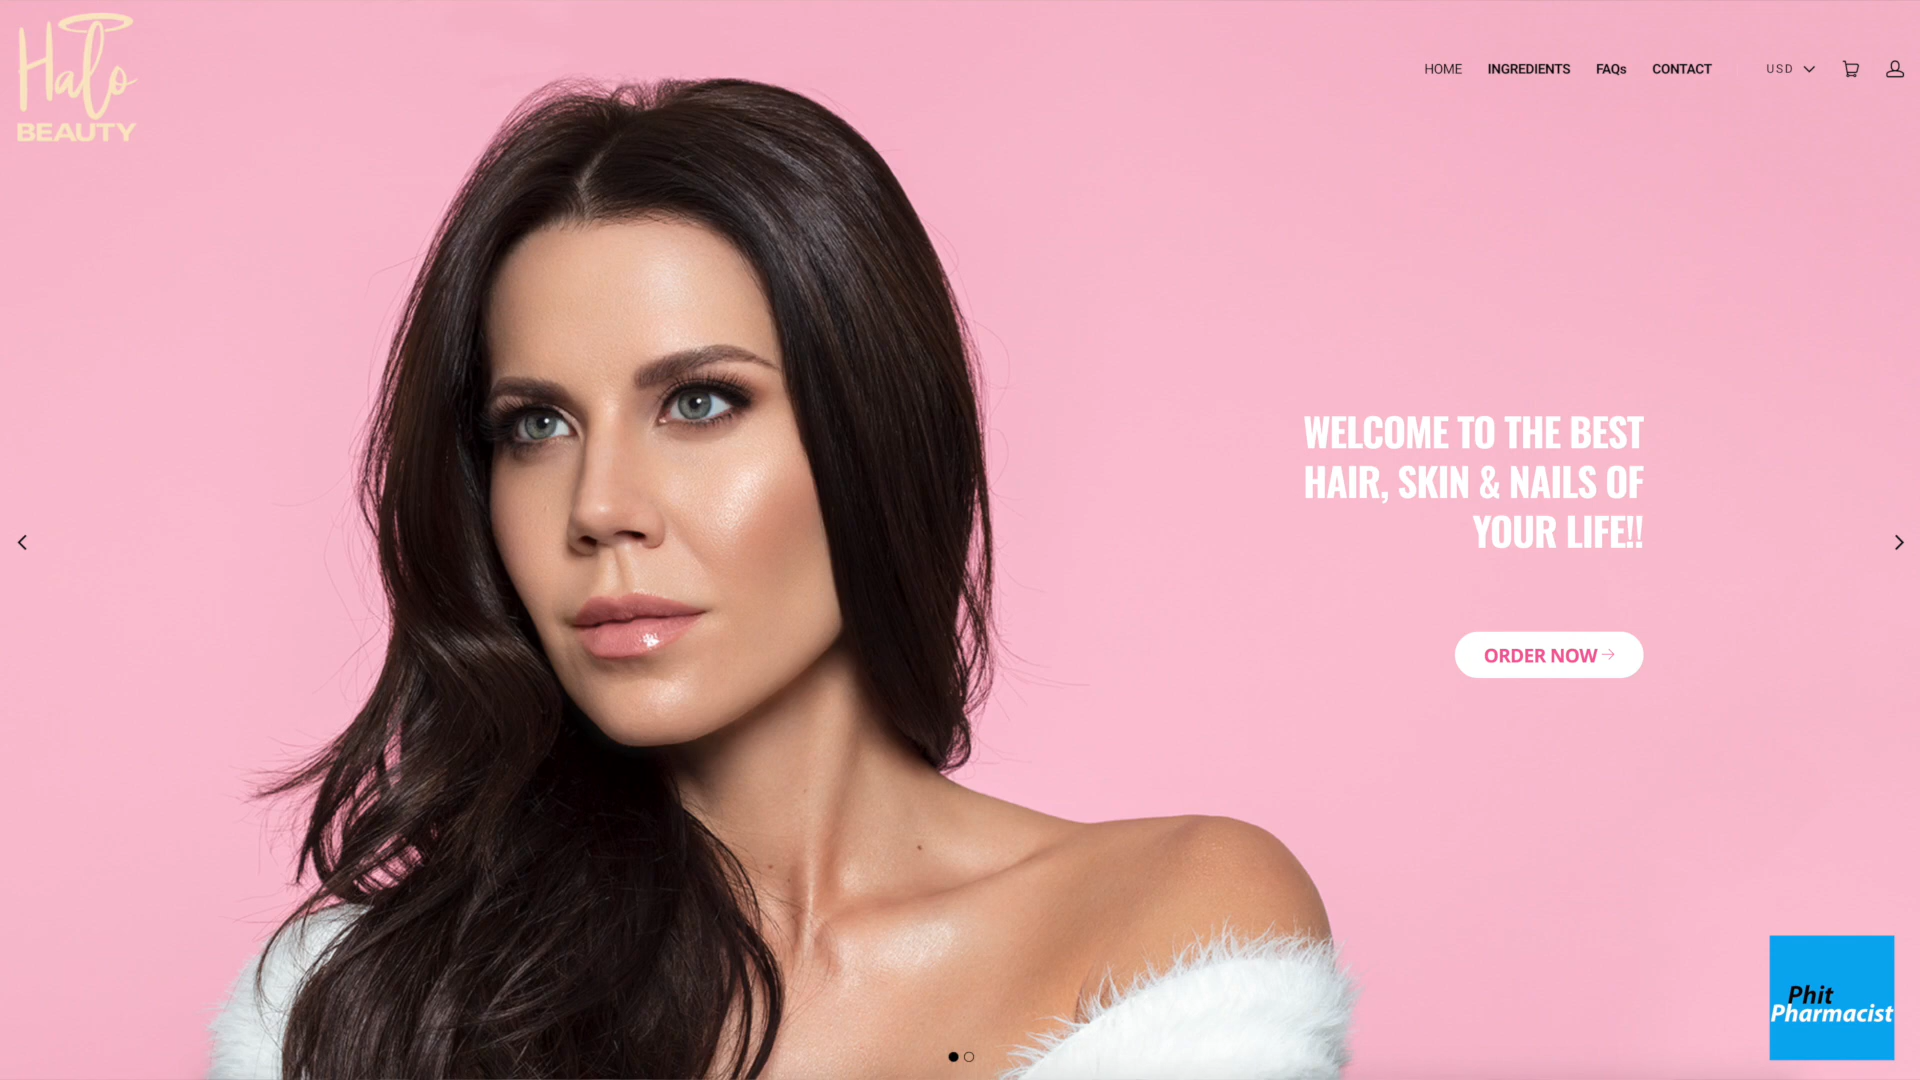 Halo
BEAUTY
HOME INGREDIENTS FAQs CONTACT USD
WELCOME TO THE BEST
HAIR, SKIN & NAILS OF
YOUR LIFE!!
ORDER NOW
Phit
Pharmacist